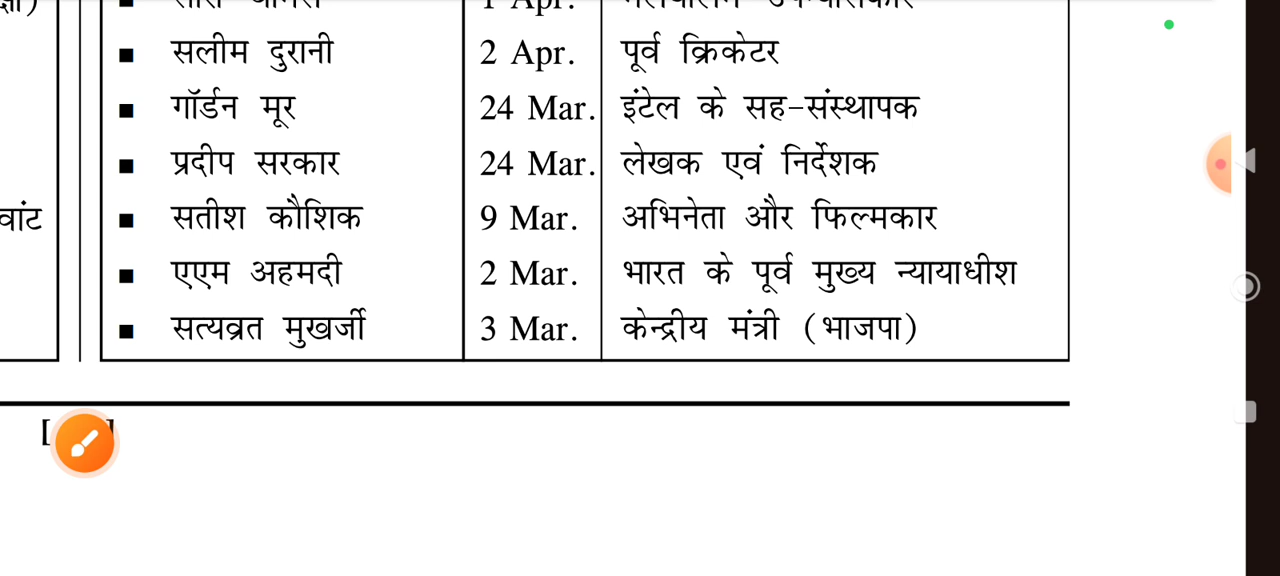 सलीम दुरानी 2 Apr. पूर्व क्रिकेटर
गॉर्डन मूर 24 Mar. इंटेल के सह-संस्थापक
प्रदीप सरकार 24 Mar. लेखक एवं निर्देशक
वांट सतीश कौशिक 9 Mar. अभिनेता और फिल्मकार
एएम अहमदी 2 Mar. भारत के पूर्व मुख्य न्यायाधीश
सत्यव्रत मुखर्जी 3 Mar. केन्द्रीय मंत्री (भाजपा)